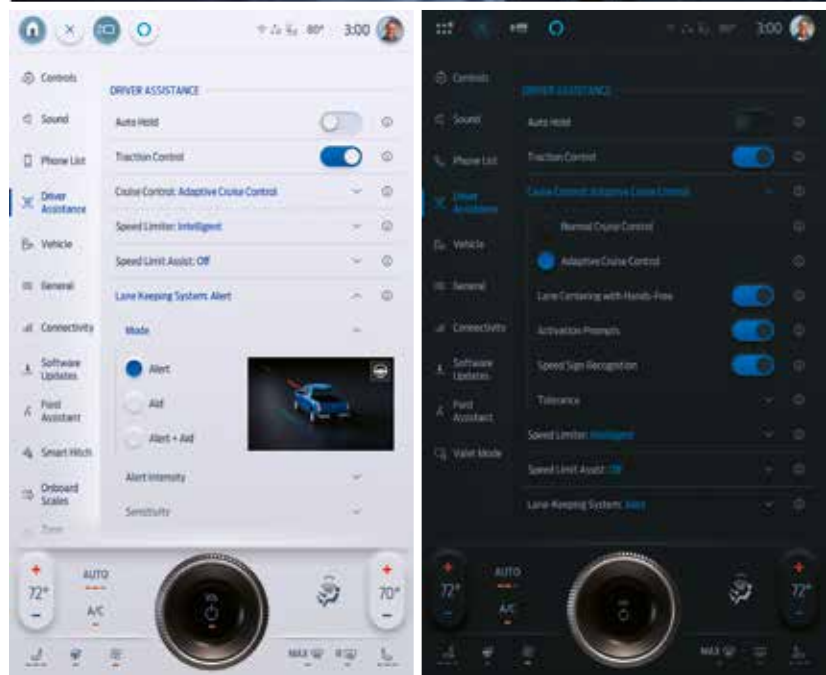 80°
3:00
Controls
DRIVER ASSISTANCE
Sound
Auto Hold
Phone List
Traction Control
Driver
Assistance
Cruise Control: Adaptive Cruise Control
Vehicle
Speed Limiter: Intelligent
Speed Limit Assist: Off
General
Lane Keeping System: Alert
Connectivity
Mode
Software
Updates
Alert
Ford
Assistant
Aid
Smart Hitch
Alert + Aid
Onboard
Scales
Alert Intensity
Sensitivity
Zone
72°
AUTO
A/C
70°
MAX
R
3:00
Controls
DRIVER ASSISTANCE
Sound
Auto Hold
Phone List
Traction Control
Driver
Assistance
Cruise Control: Adaptive Cruise Control
Normal Cruise Control
Vehicle
Adaptive Cruise Control
General
Lane Centering with Hands-Free
Connectivity
Activation Prompts
Software
Updates
Speed Sign Recognition
Ford
Assistant
Tolerance
Speed Limiter: Intelligent
Valet Mode
Speed Limit Assist: Off
Lane-Keeping System: Alert
72°
AUTO
A/C
72°
MAX